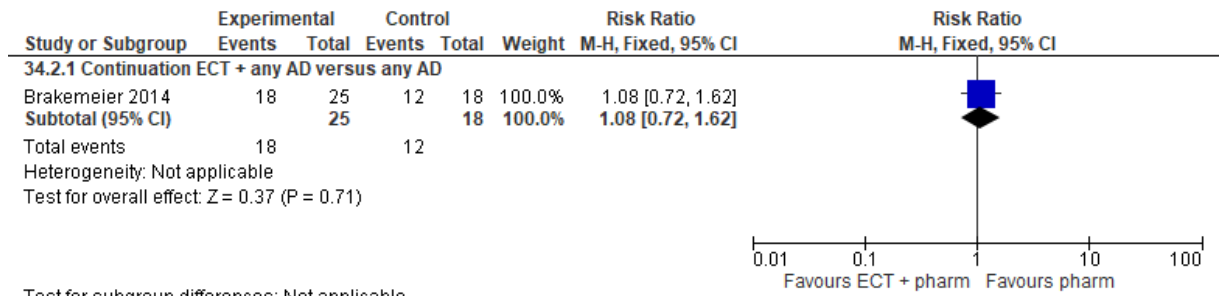 Experimental Control Risk Ratio Risk Ratio
Study or Subgroup Events Total Events Total Weight M-H, Fixed, 95% CI M-H, Fixed, 95% CI
34.2.1 Continuation ECT + any AD versus any AD
Brakemeier 2014 18 25 12 18 100.0% 1.08 [0.72, 1.62]
Subtotal (95% CI) 25 18 100.0% 1.08 [0.72, 1.62]
Total events 18 12
Heterogeneity: Not applicable
Test for overall effect: Z = 0.37 (P = 0.71)
0.01 0.1 1 10 100
Favours ECT + pharm Favours pharm
Test for subgroup differences: Not applicable